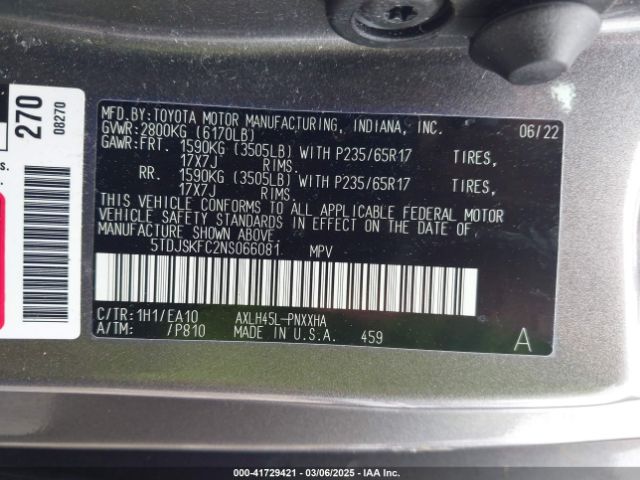 270
08270
MFD.BY:TOYOTA MOTOR MANUFACTURING, INDIANA, INC. 06/22
GVWR:2800KG (6170LB)
GAWR:FRT. 1590KG (3505LB) WITH P235/65R17 TIRES,
17X7J RIMS.
RR. 1590KG (3505LB) WITH P235/65R17 TIRES,
17X7J RIMS.
THIS VEHICLE CONFORMS TO ALL APPLICABLE FEDERAL MOTOR
VEHICLE SAFETY STANDARDS IN EFFECT ON THE DATE OF
MANUFACTURE SHOWN ABOVE.
5TDJSKFC2NS066081 MPV
C/TR:1H1/EA10 AXLH45L-PNXXHA
A/TM: /P810 MADE IN U.S.A. 459 A
000-41729421 | 03/06/2025 - IAA Corp.